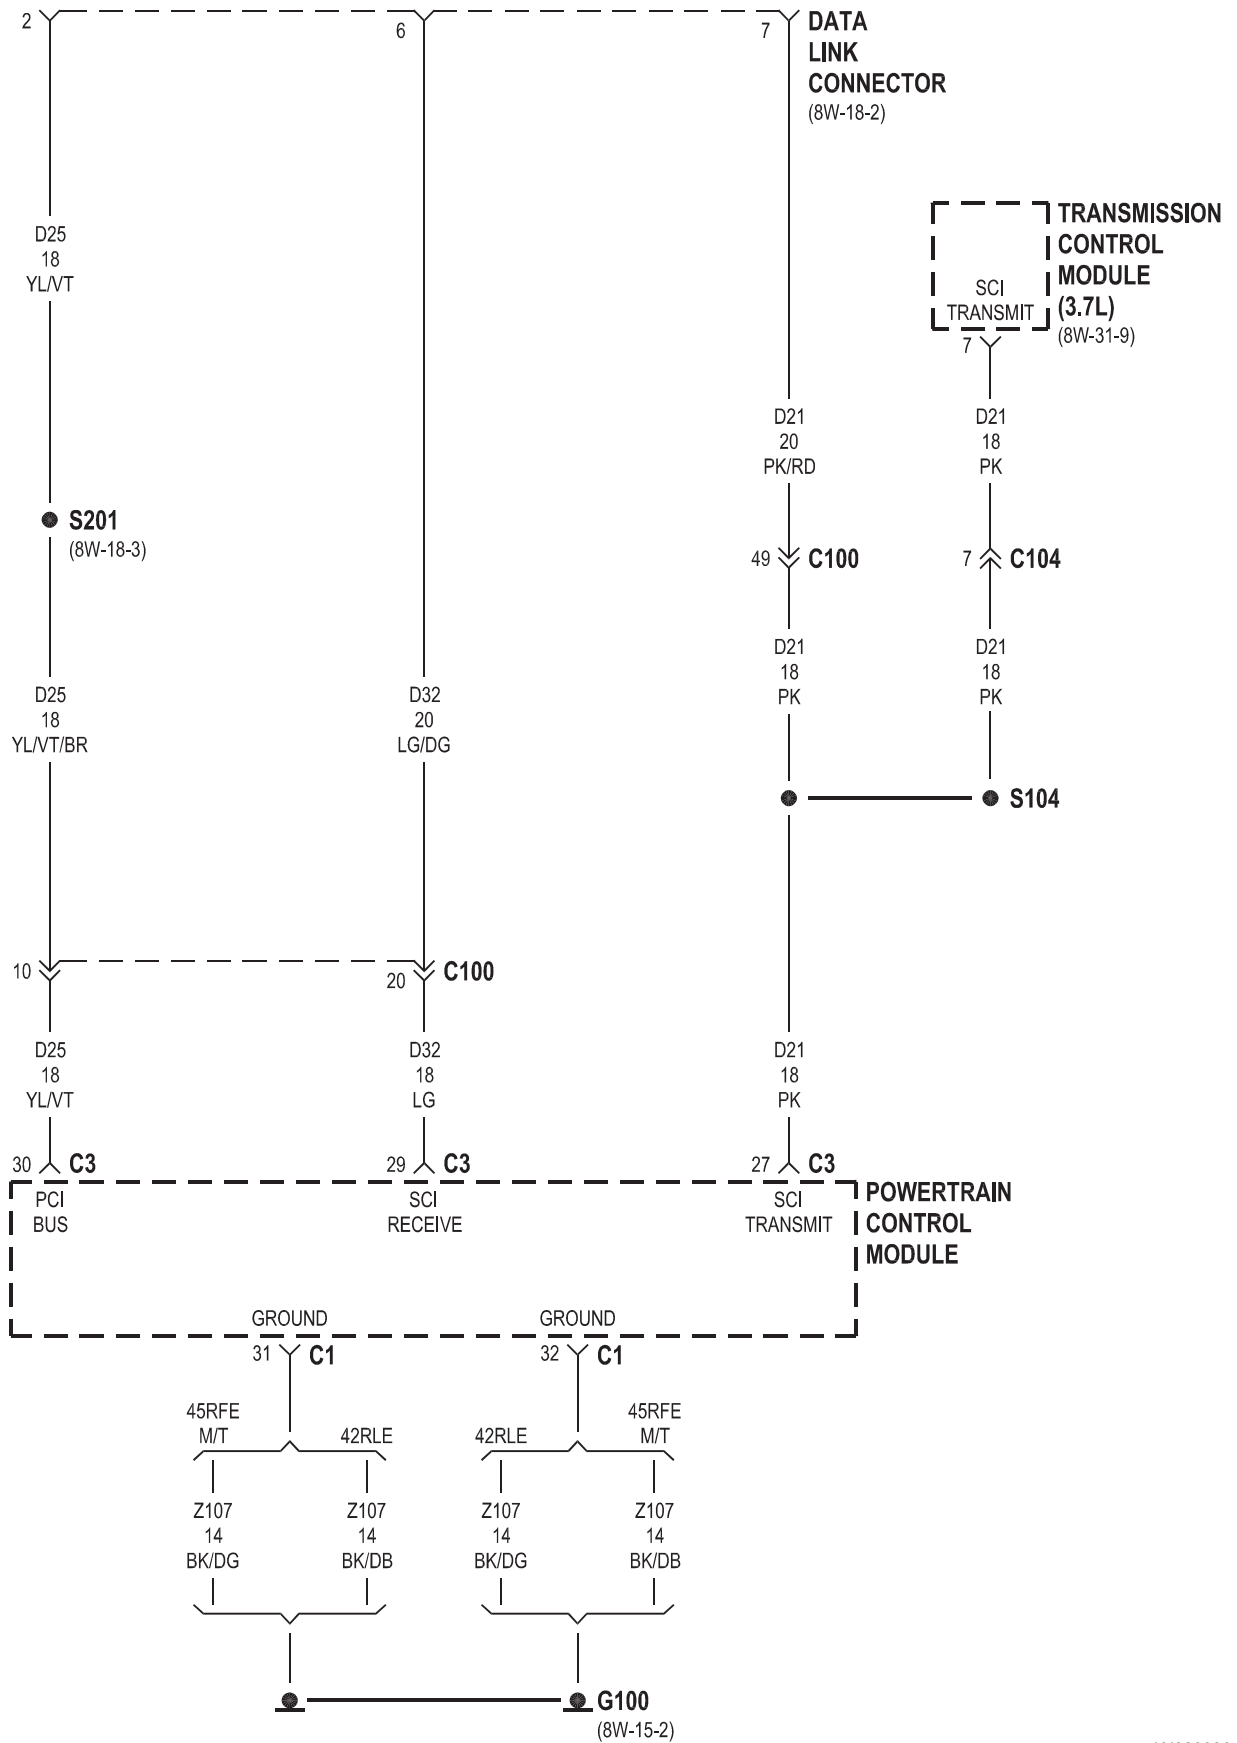 2
6
7
DATA
LINK
CONNECTOR
(8W-18-2)
D25
18
YL/VT
SCI
TRANSMIT
TRANSMISSION
CONTROL
MODULE
(3.7L)
(8W-31-9)
7
D21
20
PK/RD
D21
18
PK
S201
(8W-18-3)
49
C100
7
C104
D21
18
PK
D21
18
PK
D25
18
YL/VT/BR
D32
20
LG/DG
S104
10
20
C100
D25
18
YL/VT
D32
18
LG
D21
18
PK
30
C3
29
C3
27
C3
PCI
BUS
SCI
RECEIVE
SCI
TRANSMIT
POWERTRAIN
CONTROL
MODULE
GROUND
GROUND
31
C1
32
C1
45RFE
M/T
42RLE
42RLE
45RFE
M/T
Z107
14
BK/DG
Z107
14
BK/DB
Z107
14
BK/DG
Z107
14
BK/DB
G100
(8W-15-2)